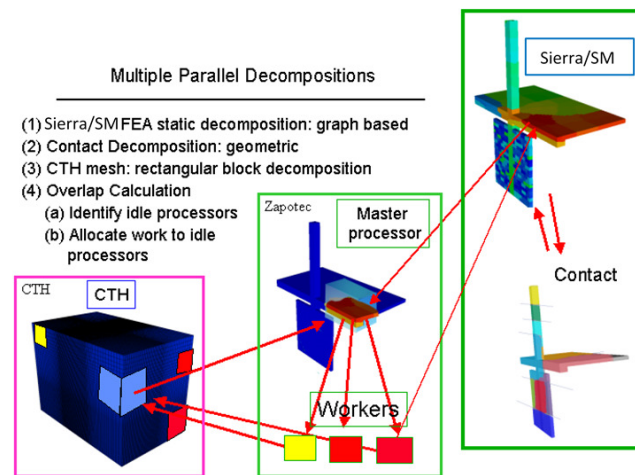 Multiple Parallel Decompositions
(1) Sierra/SM FEA static decomposition: graph based
(2) Contact Decomposition: geometric
(3) CTH mesh: rectangular block decomposition
(4) Overlap Calculation
(a) Identify idle processors
(b) Allocate work to idle
processors
CTH
CTH
Zapotec
Master
processor
Workers
Sierra/SM
Contact